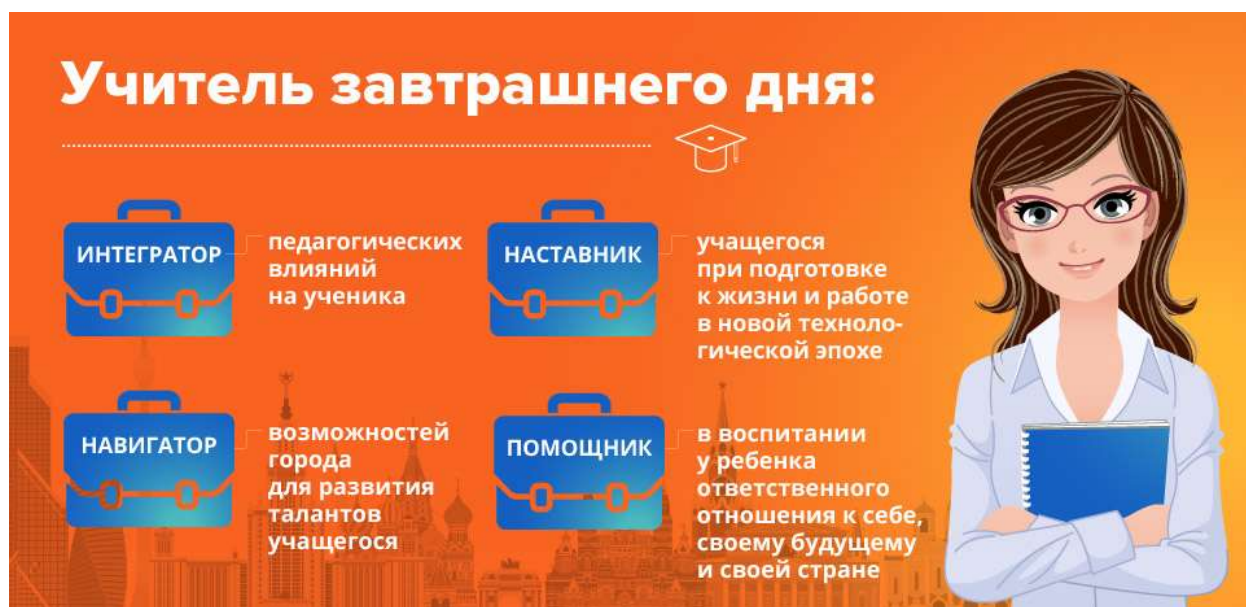 Учитель завтрашнего дня:
ИНТЕГРАТОР
педагогических
влияний
на ученика
НАСТАВНИК
учащегося
при подготовке
к жизни и работе
в новой техноло-
гической эпохе
НАВИГАТОР
возможностей
города
для развития
талантов
учащегося
ПОМОЩНИК
в воспитании
у ребенка
ответственного
отношения к себе,
своему будущему
и своей стране